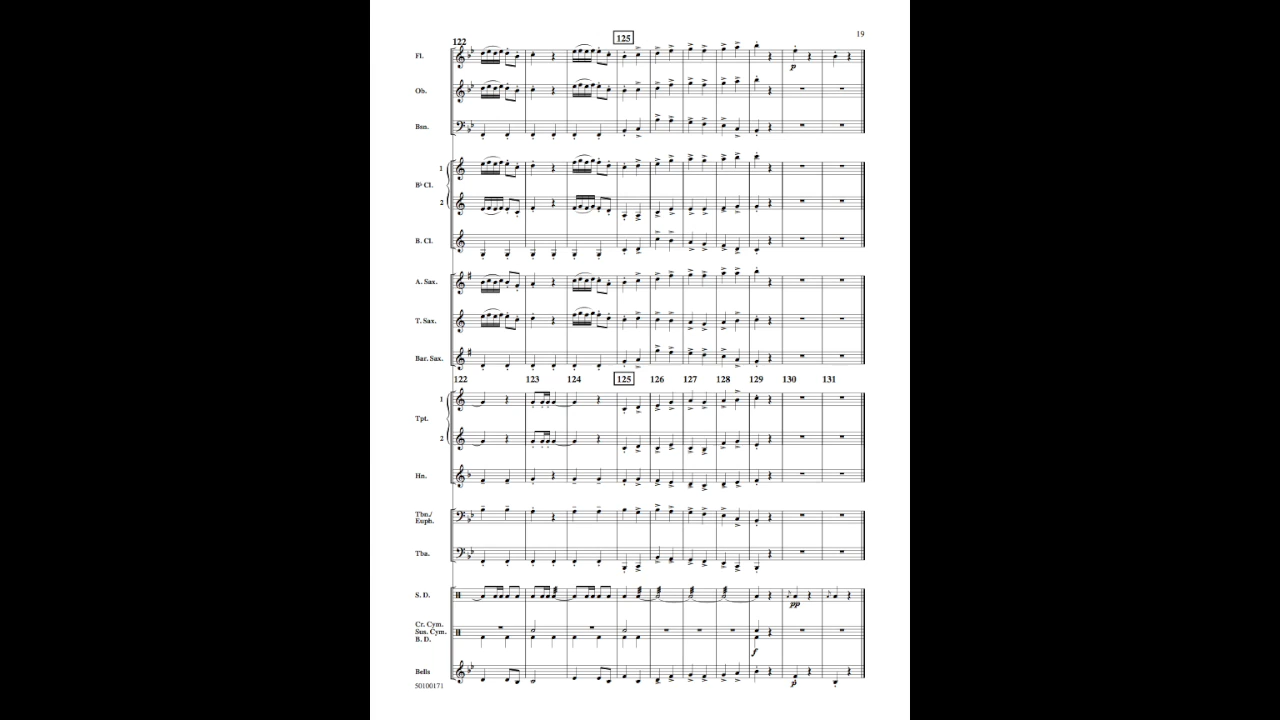 19
122 125
Fl.
Ob.
Bsn.
1
B♭ Cl.
2
B. Cl.
A. Sax.
T. Sax.
Bar. Sax.
122 123 124 125 126 127 128 129 130 131
1
Tpt.
2
Hn.
Tbn./
Euph.
Tba.
S. D.
Cr. Cym.
Sus. Cym.
B. D.
Bells
50100171
p
pp
f
p